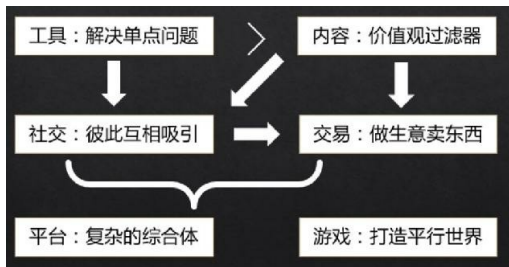 工具：解决单点问题
内容：价值观过滤器
社交：彼此互相吸引
交易：做生意卖东西
平台：复杂的综合体
游戏：打造平行世界